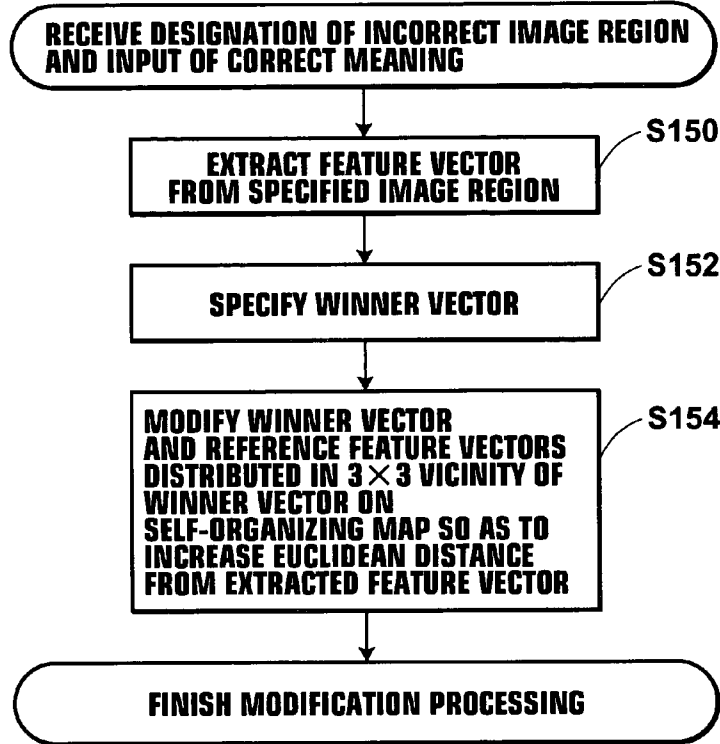 RECEIVE DESIGNATION OF INCORRECT IMAGE REGION
AND INPUT OF CORRECT MEANING
S150
EXTRACT FEATURE VECTOR
FROM SPECIFIED IMAGE REGION
S152
SPECIFY WINNER VECTOR
S154
MODIFY WINNER VECTOR
AND REFERENCE FEATURE VECTORS
DISTRIBUTED IN 3×3 VICINITY OF
WINNER VECTOR ON
SELF-ORGANIZING MAP SO AS TO
INCREASE EUCLIDEAN DISTANCE
FROM EXTRACTED FEATURE VECTOR
FINISH MODIFICATION PROCESSING